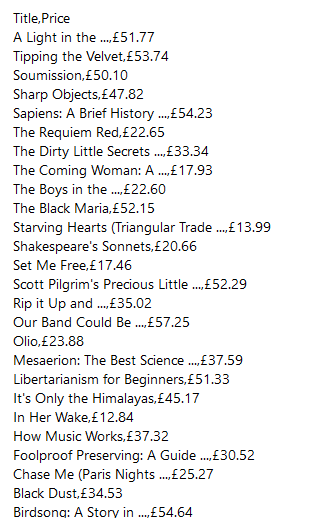 Title,Price
A Light in the ...,£51.77
Tipping the Velvet,£53.74
Soumission,£50.10
Sharp Objects,£47.82
Sapiens: A Brief History ...,£54.23
The Requiem Red,£22.65
The Dirty Little Secrets ...,£33.34
The Coming Woman: A ...,£17.93
The Boys in the ...,£22.60
The Black Maria,£52.15
Starving Hearts (Triangular Trade ...,£13.99
Shakespeare's Sonnets,£20.66
Set Me Free,£17.46
Scott Pilgrim's Precious Little ...,£52.29
Rip it Up and ...,£35.02
Our Band Could Be ...,£57.25
Olio,£23.88
Mesaerion: The Best Science ...,£37.59
Libertarianism for Beginners,£51.33
It's Only the Himalayas,£45.17
In Her Wake,£12.84
How Music Works,£37.32
Foolproof Preserving: A Guide ...,£30.52
Chase Me (Paris Nights ...,£25.27
Black Dust,£34.53
Birdsong: A Story in ...,£54.64